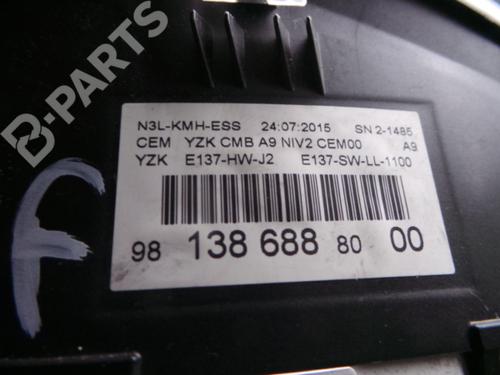 B-PARTS
N3L-KMH-ESS 24:07:2015 SN 2-1485
CEM YZK CMB A9 NIV2 CEM00 A9
YZK E137-HW-J2 E137-SW-LL-1100
98 138 688 80 00
F